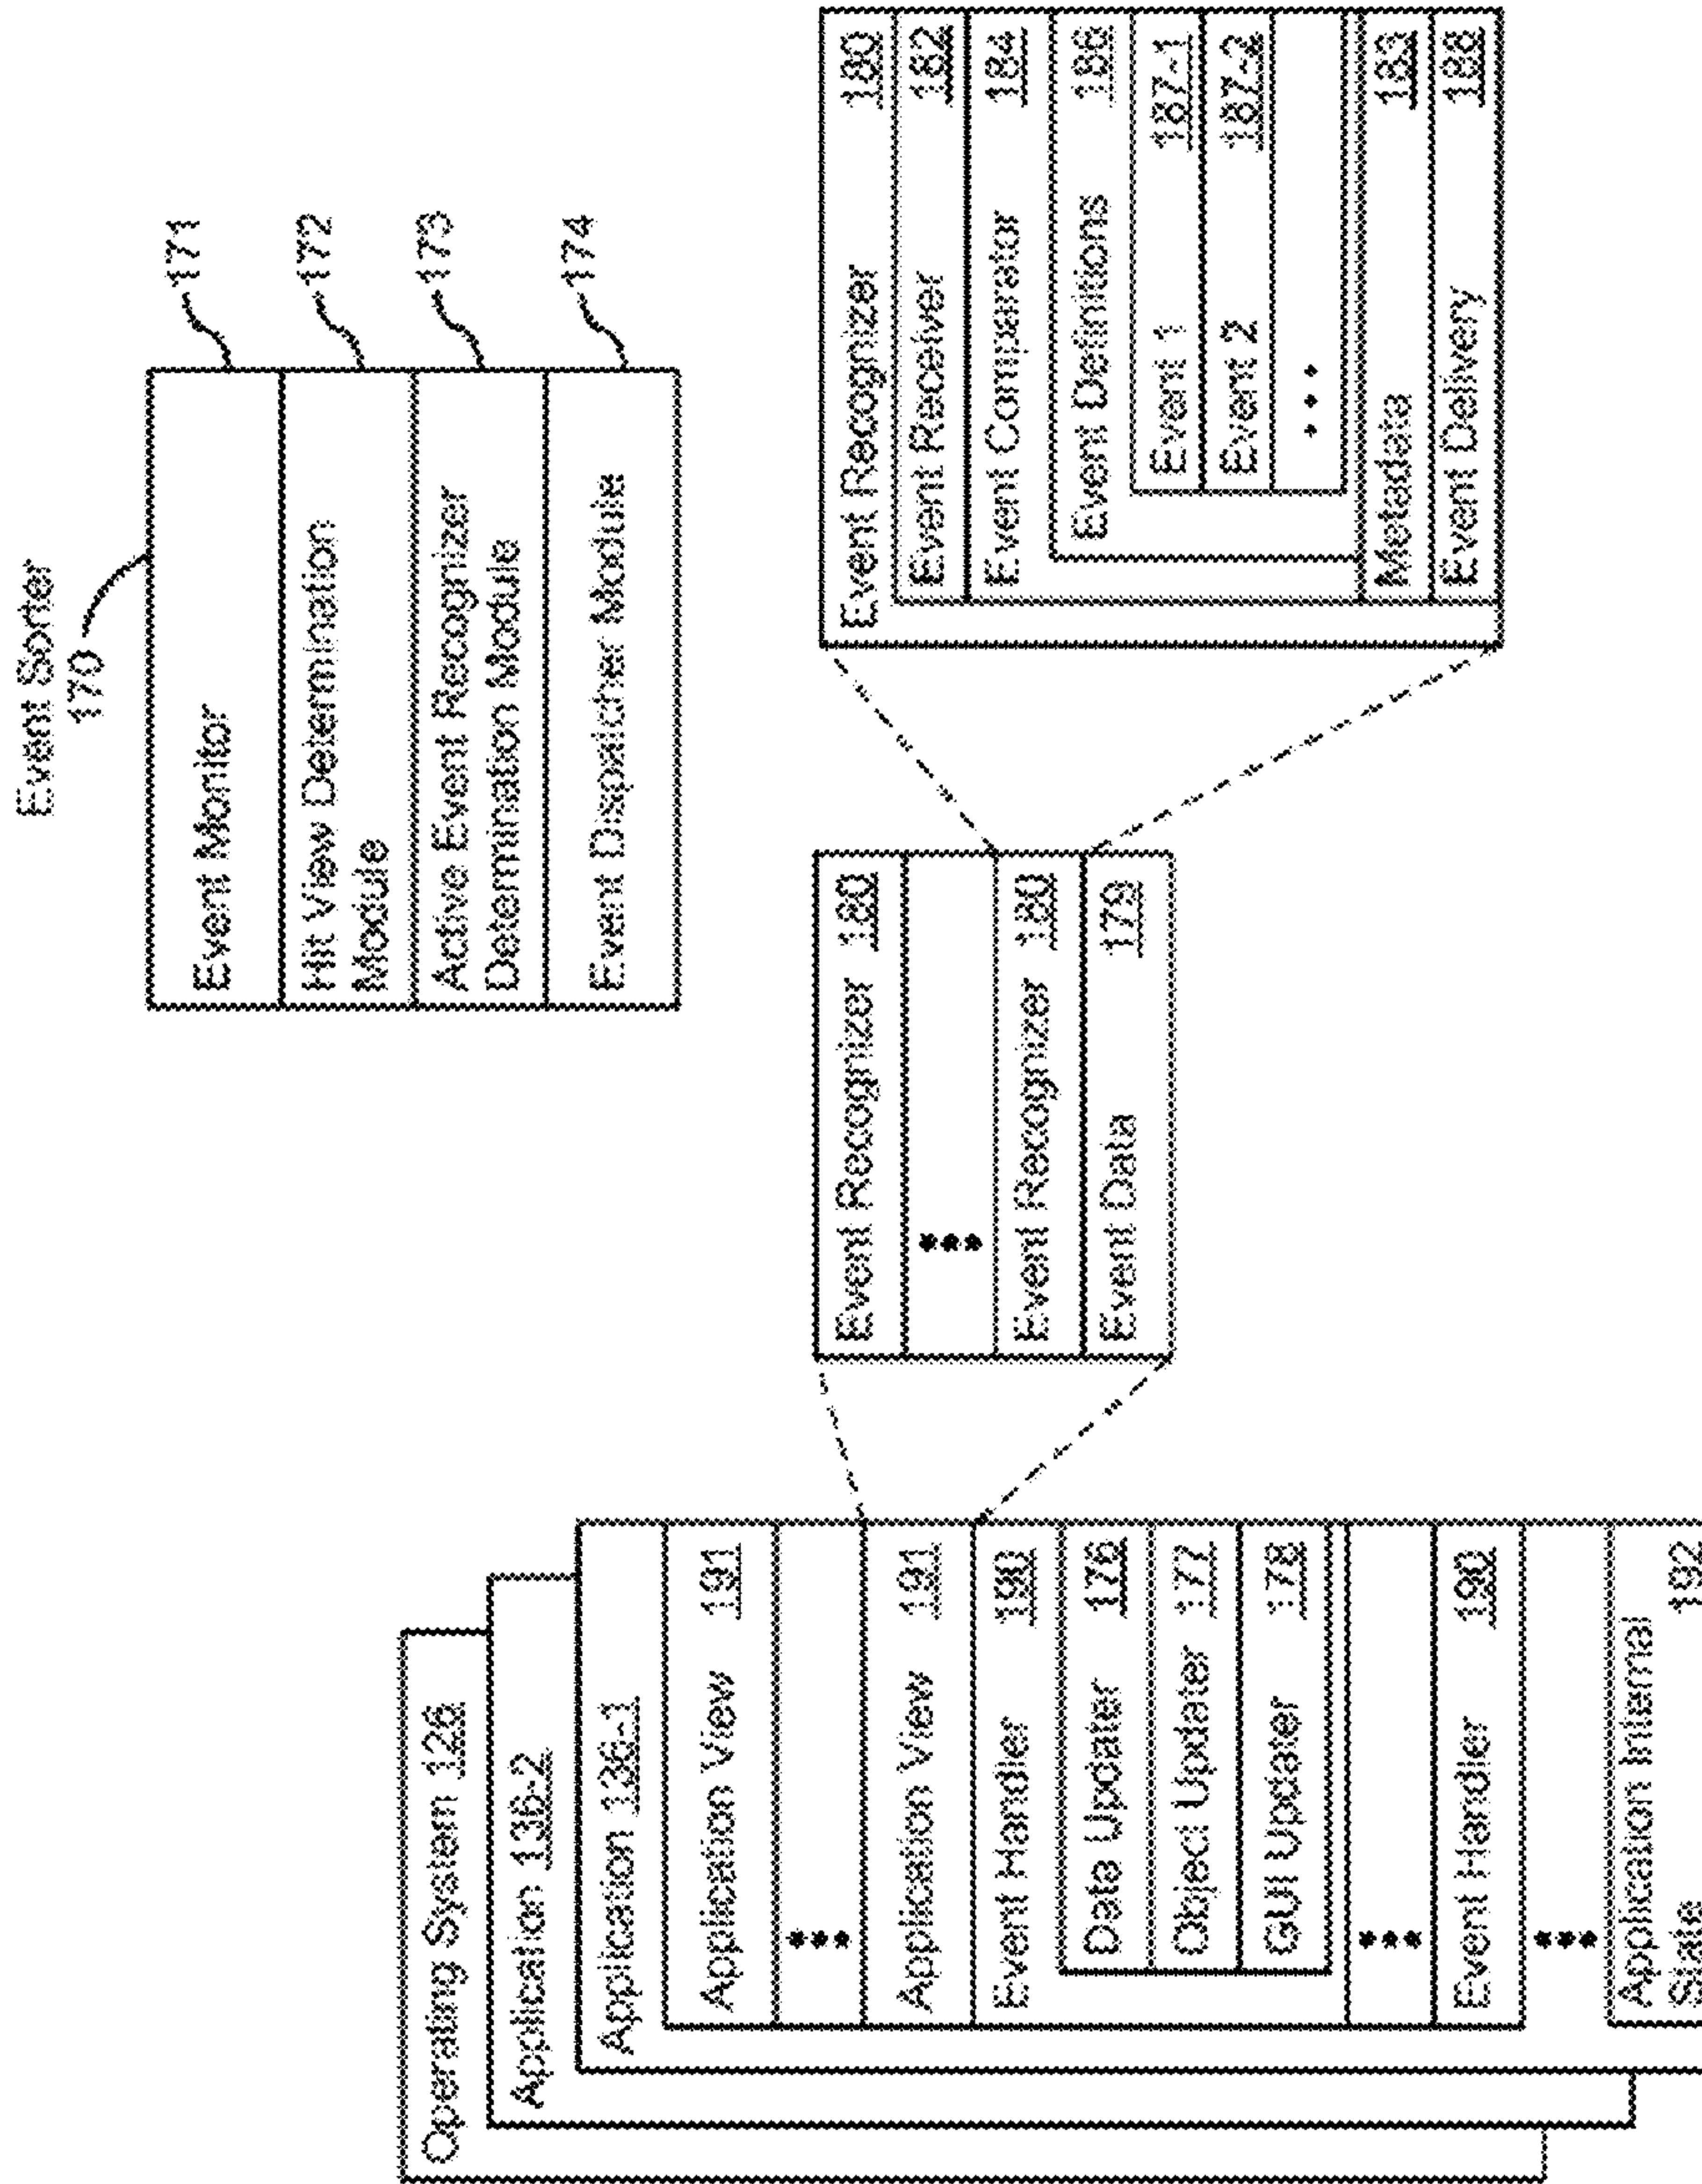 Event Sorter
170
Event Monitor
171
Hit View Determination
Module
172
Active Event Recognizer
Determination Module
173
Event Dispatcher Module
174
Operating System 126
Application 136-2
Application 136-1
Application View 191
•••
Application View 191
Event Handler 190
Data Updater 176
Object Updater 177
GUI Updater 178
•••
Event Handler 190
•••
Application Internal
State 192
Event Recognizer 180
•••
Event Recognizer 180
Event Data 179
Event Recognizer 180
Event Receiver 182
Event Comparator 184
Event Definitions 186
Event 1 187-1
Event 2 187-2
•••
Metadata 183
Event Delivery 188